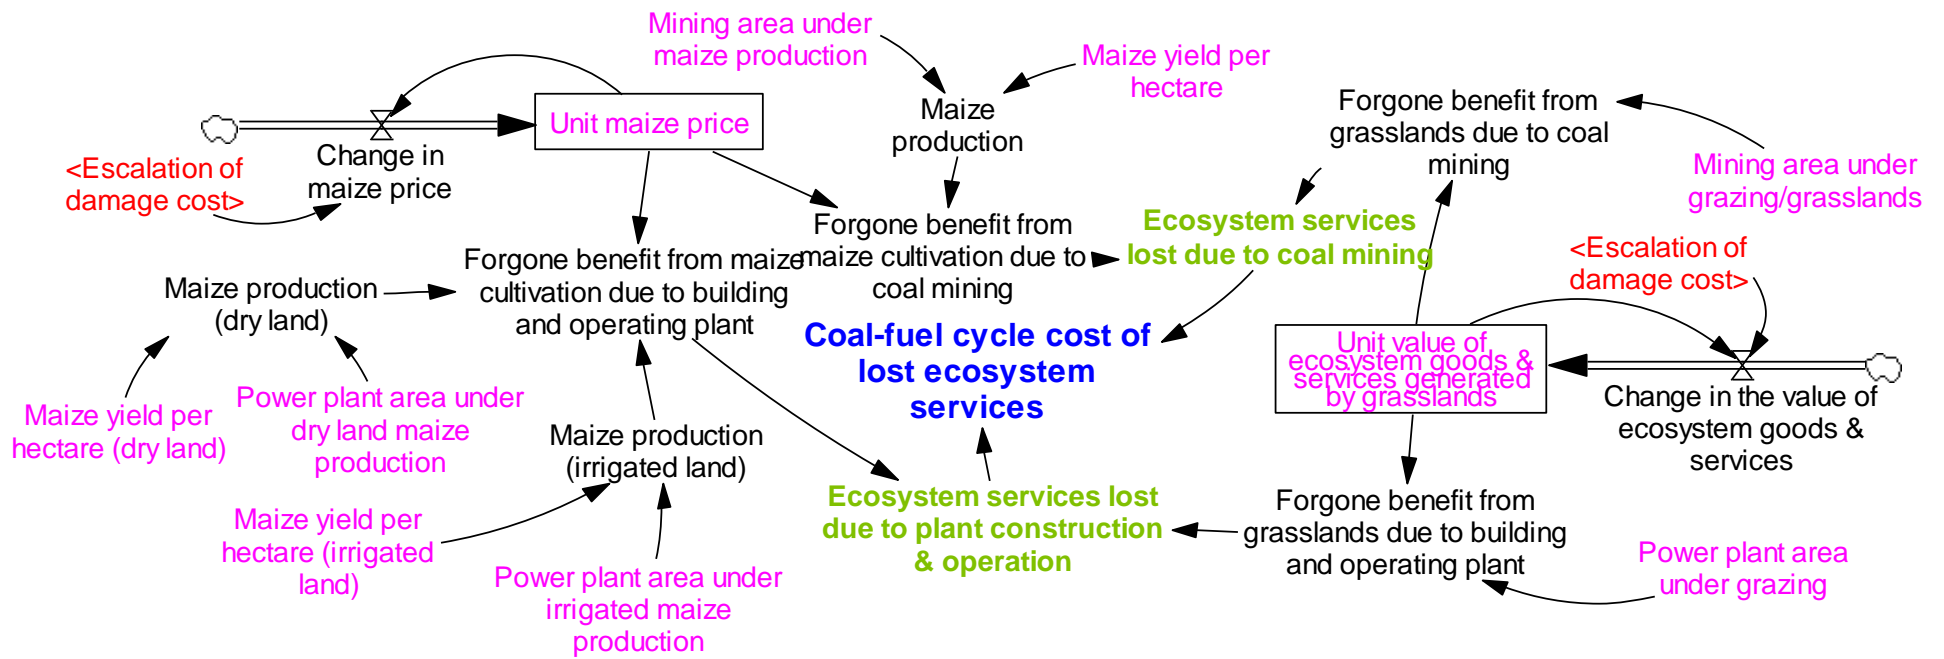 Mining area under
maize production
Maize yield per
hectare
Maize
production
Unit maize price
Change in
maize price
<Escalation of
damage cost>
Forgone benefit from
grasslands due to coal
mining
Mining area under
grazing/grasslands
Forgone benefit from
maize cultivation due to
coal mining
Ecosystem services
lost due to coal mining
<Escalation of
damage cost>
Forgone benefit from maize
cultivation due to building
and operating plant
Maize production
(dry land)
Coal-fuel cycle cost of
lost ecosystem
services
Unit value of
ecosystem goods &
services generated
by grasslands
Change in the value of
ecosystem goods &
services
Maize yield per
hectare (dry land)
Power plant area under
dry land maize
production
Maize production
(irrigated land)
Ecosystem services lost
due to plant construction
& operation
Forgone benefit from
grasslands due to building
and operating plant
Maize yield per
hectare (irrigated
land)
Power plant area under
irrigated maize
production
Power plant area
under grazing